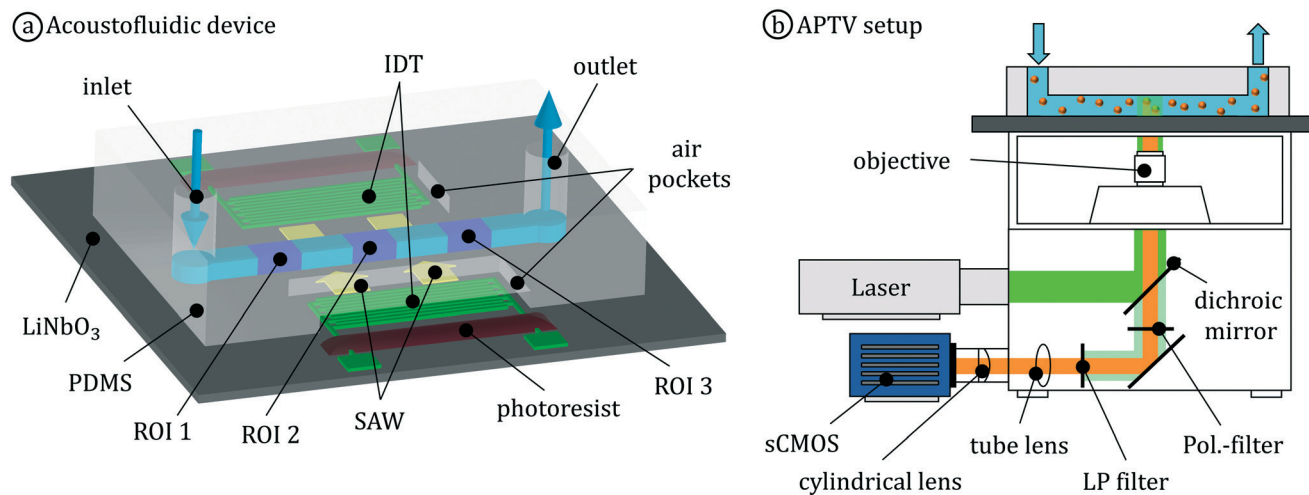 a Acoustofluidic device
IDT
inlet
outlet
air
pockets
LiNbO₃
PDMS
ROI 1
ROI 2
SAW
photoresist
ROI 3
b APTV setup
objective
Laser
dichroic
mirror
sCMOS
cylindrical lens
tube lens
LP filter
Pol.-filter